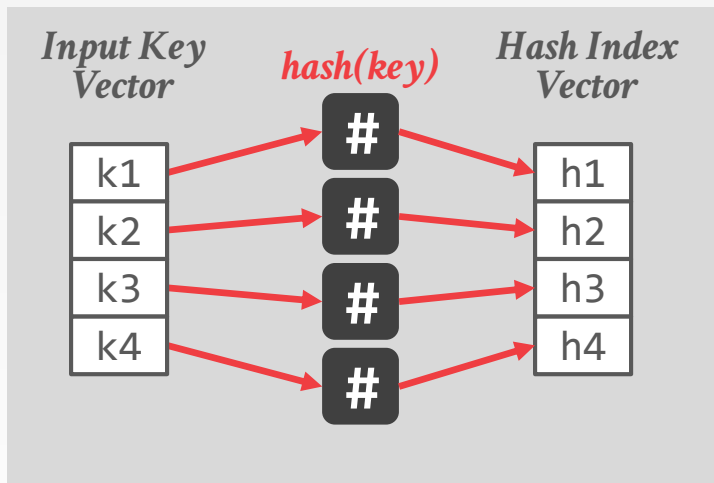 Input Key
Vector
hash(key)
Hash Index
Vector
k1
k2
k3
k4
#
#
#
#
h1
h2
h3
h4